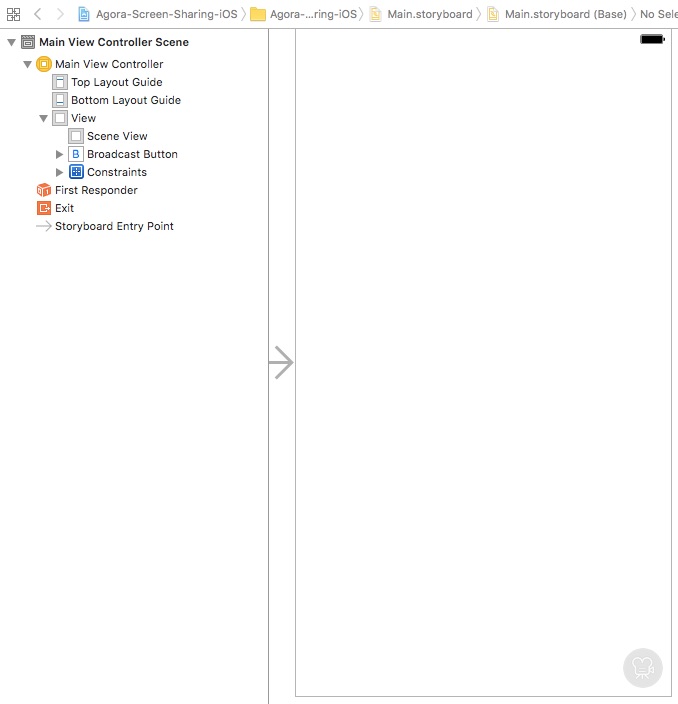 Agora-Screen-Sharing-iOS Agora-...ring-iOS Main.storyboard Main.storyboard (Base) No Sele
Main View Controller Scene
Main View Controller
Top Layout Guide
Bottom Layout Guide
View
Scene View
B Broadcast Button
Constraints
First Responder
Exit
Storyboard Entry Point